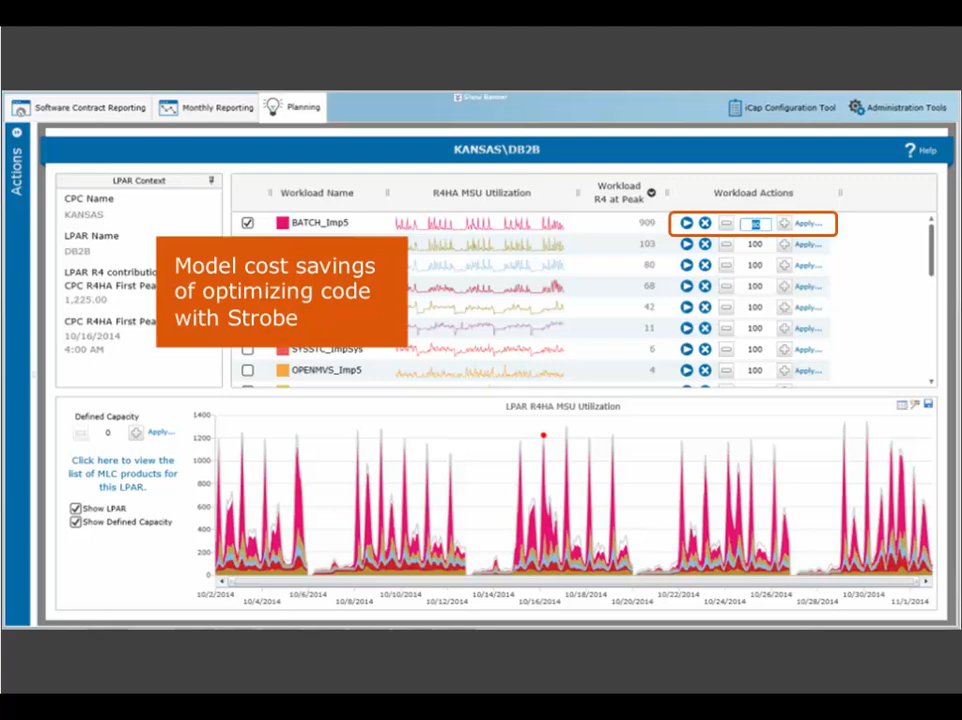 Show Banner
Software Contract Reporting
Monthly Reporting
Planning
iCap Configuration Tool
Administration Tools
Actions
KANSAS\DB2B
? Help
LPAR Context
CPC Name
KANSAS
LPAR Name
DB2B
LPAR R4 contributio
CPC R4HA First Pea
1,225.00
CPC R4HA First Pea
10/16/2014
4:00 AM
Workload Name
R4HA MSU Utilization
Workload
R4 at Peak
Workload Actions
BATCH_Imp5
909
Apply...
103
100
Apply...
80
100
Apply...
68
100
Apply...
42
100
Apply...
11
100
Apply...
SYSSTC_ImpSys
6
100
Apply...
OPENMVS_Imp5
4
100
Apply...
Model cost savings
of optimizing code
with Strobe
Defined Capacity
0
Apply...
Click here to view the
list of MLC products for
this LPAR.
Show LPAR
Show Defined Capacity
LPAR R4HA MSU Utilization
1400
1200
1000
800
600
400
200
0
10/2/2014
10/4/2014
10/6/2014
10/8/2014
10/10/2014
10/12/2014
10/14/2014
10/16/2014
10/18/2014
10/20/2014
10/22/2014
10/24/2014
10/26/2014
10/28/2014
10/30/2014
11/1/2014